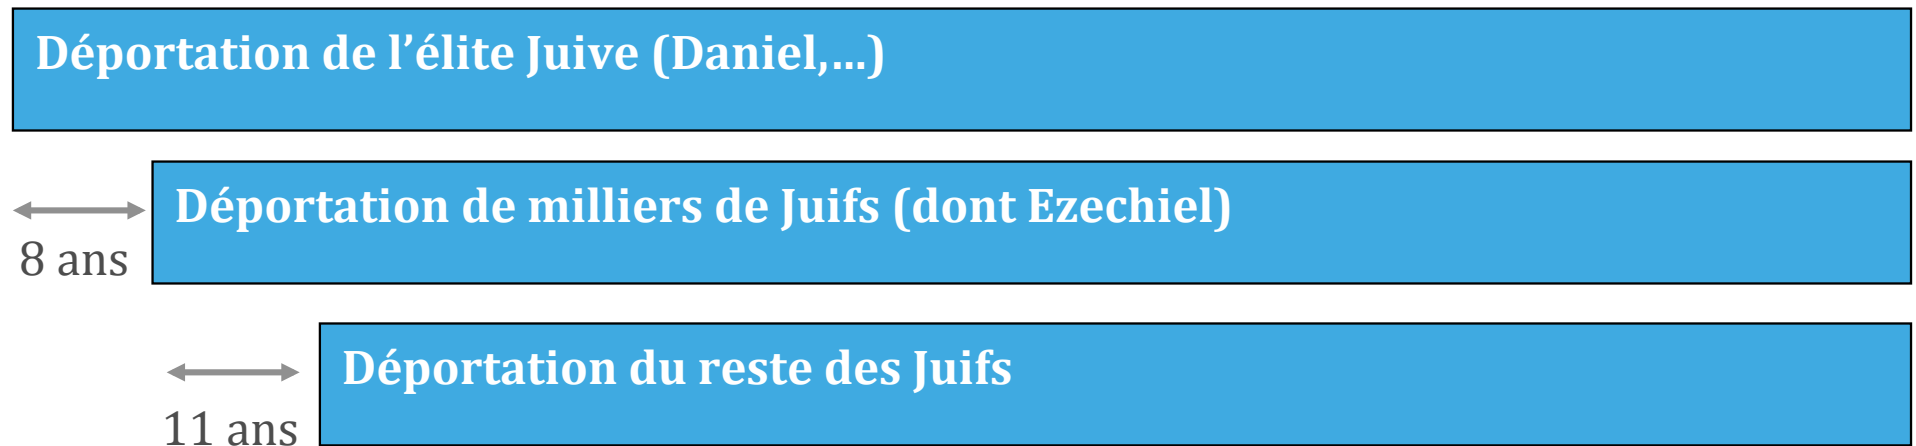 Déportation de l’élite Juive (Daniel,...)
Déportation de milliers de Juifs (dont Ezechiel)
8 ans
Déportation du reste des Juifs
11 ans